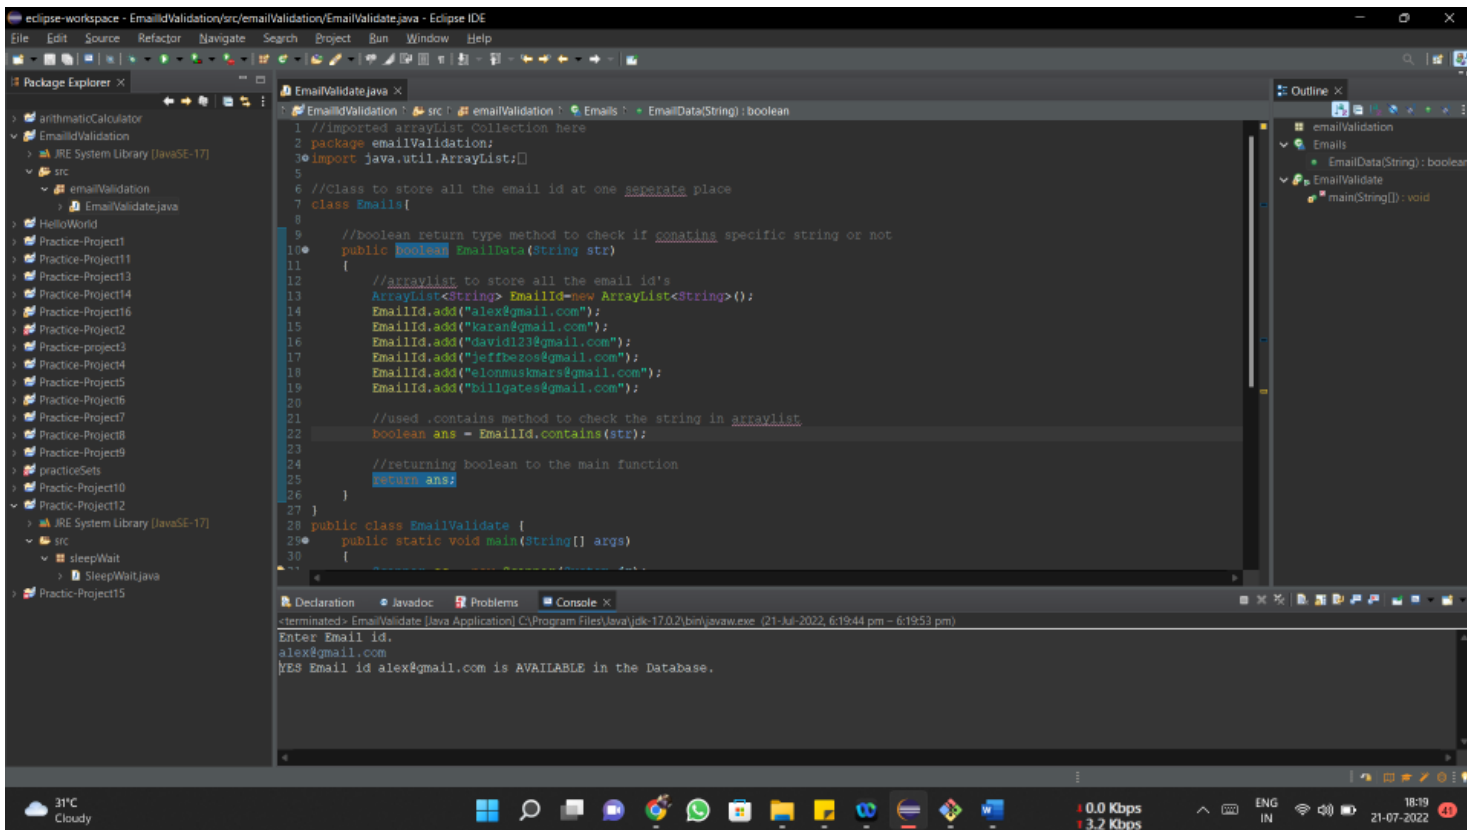 eclipse-workspace - EmailIdValidation/src/emailValidation/EmailValidate.java - Eclipse IDE
File Edit Source Refactor Navigate Search Project Run Window Help
Package Explorer
arithmaticCalculator
EmailIdValidation
JRE System Library [JavaSE-17]
src
emailValidation
EmailValidate.java
HelloWorld
Practice-Project1
Practice-Project11
Practice-Project13
Practice-Project14
Practice-Project16
Practice-Project2
Practice-project3
Practice-Project4
Practice-Project5
Practice-Project6
Practice-Project7
Practice-Project8
Practice-Project9
practiceSets
Practic-Project10
Practic-Project12
JRE System Library [JavaSE-17]
src
sleepWait
SleepWait.java
Practic-Project15
EmailValidate.java
EmailIdValidation src emailValidation Emails EmailData(String) : boolean
1 //imported arrayList Collection here
2 package emailValidation;
3 import java.util.ArrayList;
5
6 //Class to store all the email id at one seperate place
7 class Emails{
8
9 //boolean return type method to check if conatins specific string or not
10 public boolean EmailData(String str)
11 {
12 //arraylist to store all the email id's
13 ArrayList<String> EmailId=new ArrayList<String>();
14 EmailId.add("alex@gmail.com");
15 EmailId.add("karan@gmail.com");
16 EmailId.add("david123@gmail.com");
17 EmailId.add("jeffbezos@gmail.com");
18 EmailId.add("elonmuskmars@gmail.com");
19 EmailId.add("billgates@gmail.com");
20
21 //used .contains method to check the string in arraylist
22 boolean ans = EmailId.contains(str);
23
24 //returning boolean to the main function
25 return ans;
26 }
27 }
28 public class EmailValidate {
29 public static void main(String[] args)
30 {
Outline
emailValidation
Emails
EmailData(String) : boolean
EmailValidate
main(String[]) : void
Declaration Javadoc Problems Console
<terminated> EmailValidate [Java Application] C:\Program Files\Java\jdk-17.0.2\bin\javaw.exe (21-Jul-2022, 6:19:44 pm – 6:19:53 pm)
Enter Email id.
alex@gmail.com
YES Email id alex@gmail.com is AVAILABLE in the Database.
31°C
Cloudy
0.0 Kbps
3.2 Kbps
ENG
IN
18:19
21-07-2022
41